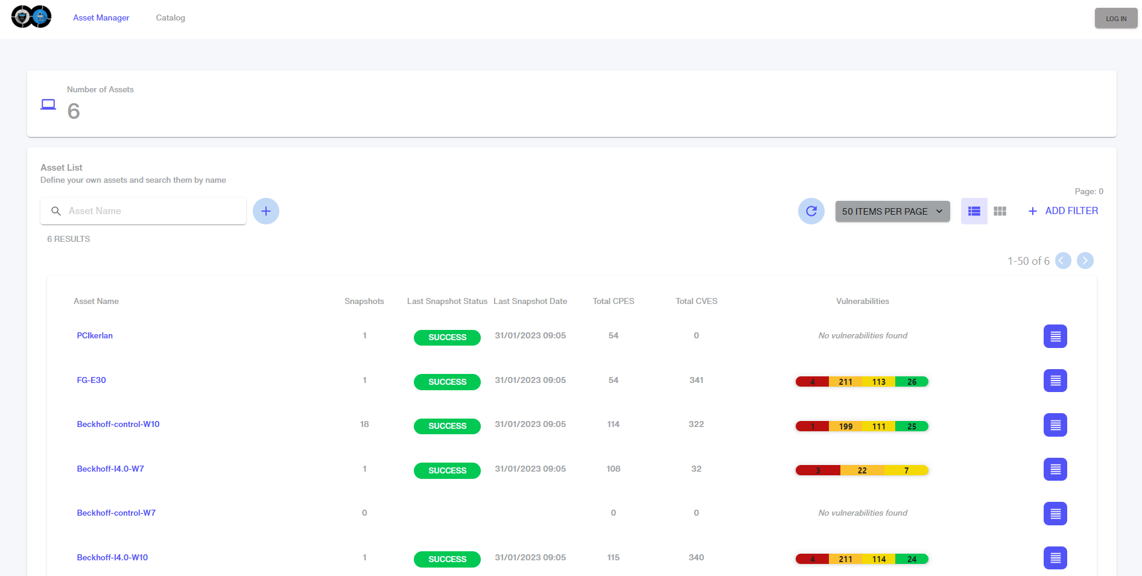 Asset Manager Catalog LOG IN
Number of Assets
6
Asset List
Define your own assets and search them by name
Page: 0
Asset Name 50 ITEMS PER PAGE ADD FILTER
6 RESULTS
1-50 of 6
Asset Name Snapshots Last Snapshot Status Last Snapshot Date Total CPES Total CVES Vulnerabilities
PCIkerlan 1 SUCCESS 31/01/2023 09:05 54 0 No vulnerabilities found
FG-E30 1 SUCCESS 31/01/2023 09:05 54 341 211 113 26
Beckhoff-control-W10 18 SUCCESS 31/01/2023 09:05 114 322 199 111 25
Beckhoff-I4.0-W7 1 SUCCESS 31/01/2023 09:05 108 32 3 22 7
Beckhoff-control-W7 0 0 0 No vulnerabilities found
Beckhoff-I4.0-W10 1 SUCCESS 31/01/2023 09:05 115 340 211 114 24